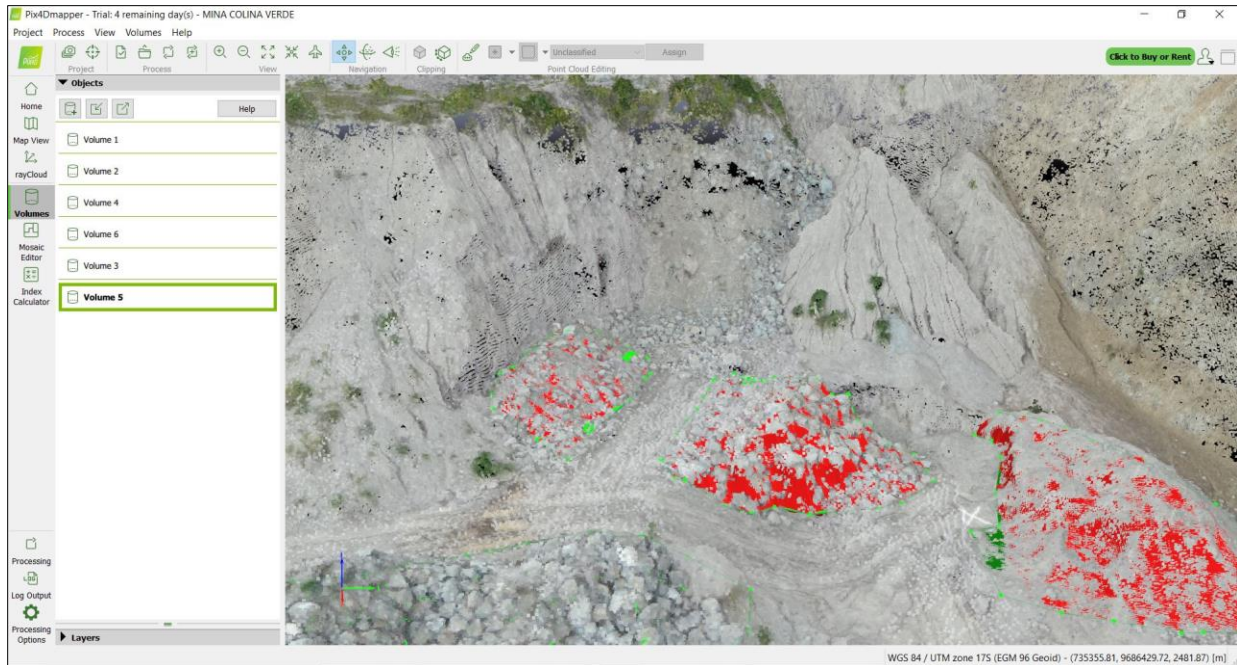 Pix4Dmapper - Trial: 4 remaining day(s) - MINA COLINA VERDE
Project Process View Volumes Help
Unclassified Assign
Project Process View Navigation Clipping Point Cloud Editing
Click to Buy or Rent
Home
Map View
rayCloud
Volumes
Mosaic Editor
Index Calculator
Processing
Log Output
Processing Options
Objects
Help
Volume 1
Volume 2
Volume 4
Volume 6
Volume 3
Volume 5
Layers
WGS 84 / UTM zone 17S (EGM 96 Geoid) - (735355.81, 9686429.72, 2481.87) [m]